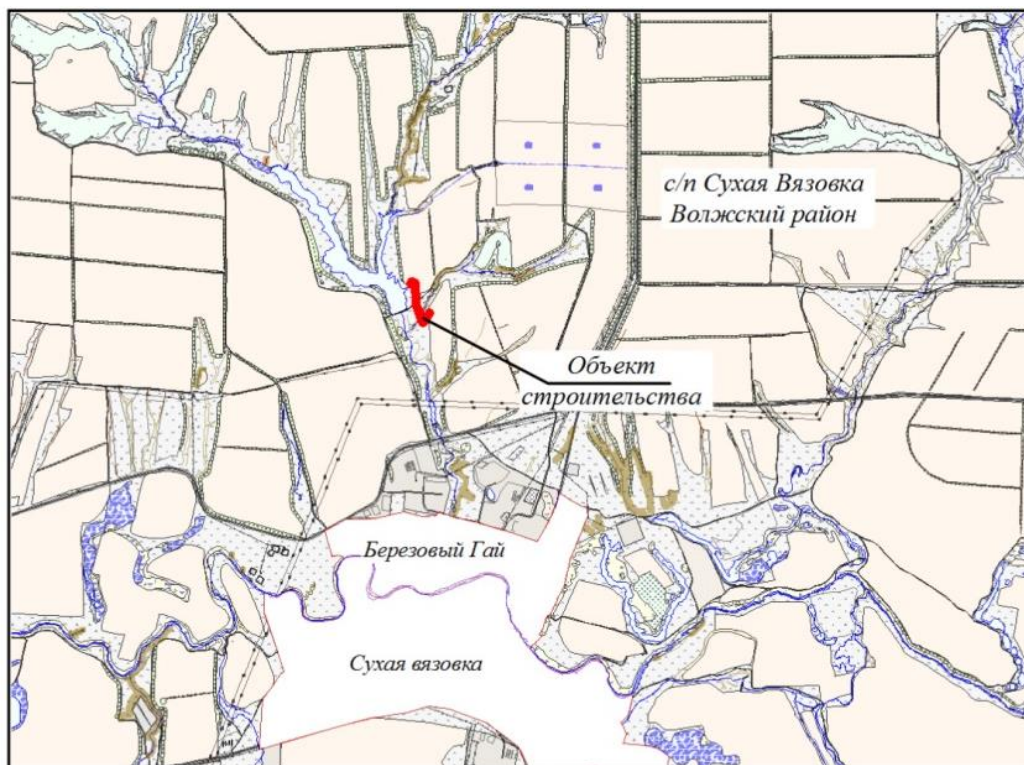 с/п Сухая Вязовка
Волжский район
Объект
строительства
Березовый Гай
Сухая вязовка